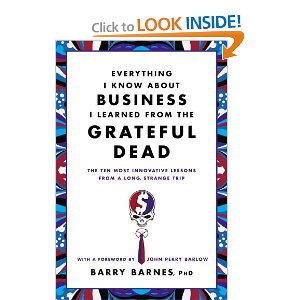 Click to LOOK INSIDE!
EVERYTHING
I KNOW ABOUT
BUSINESS
I LEARNED FROM THE
GRATEFUL
DEAD
THE TEN MOST INNOVATIVE LESSONS
FROM A LONG, STRANGE TRIP
$
WITH A FOREWORD BY JOHN PERRY BARLOW
BARRY BARNES, PHD